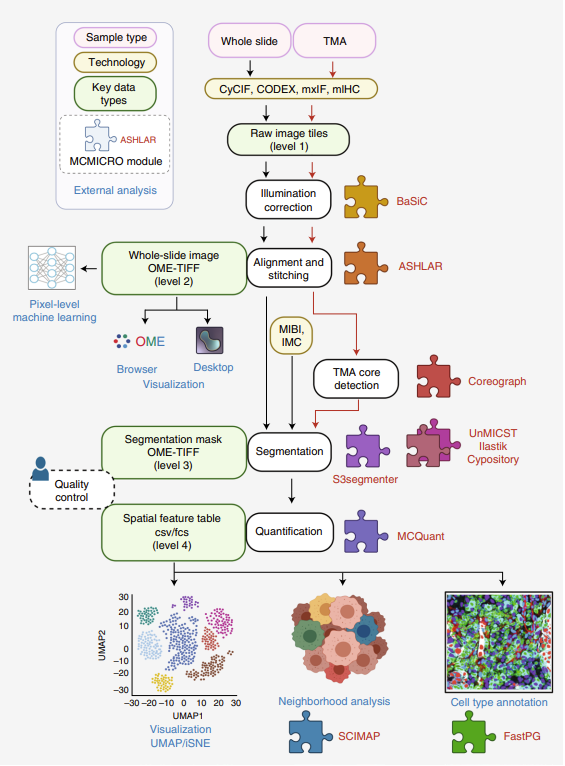 Sample type
Technology
Key data
types
ASHLAR
MCMICRO module
External analysis
Whole slide
TMA
CyCIF, CODEX, mxIF, mIHC
Raw image tiles
(level 1)
Illumination
correction
BaSiC
Whole-slide image
OME-TIFF
(level 2)
Alignment and
stitching
ASHLAR
Pixel-level
machine learning
OME
Browser
Desktop
Visualization
MIBI,
IMC
TMA core
detection
Coreograph
Segmentation mask
OME-TIFF
(level 3)
Segmentation
S3segmenter
UnMICST
Ilastik
Cypository
Quality
control
Spatial feature table
csv/fcs
(level 4)
Quantification
MCQuant
UMAP2
30
20
10
0
–10
–20
–30
–30 –20 –10 0 10 20 30
UMAP1
Visualization
UMAP/iSNE
Neighborhood analysis
SCIMAP
Cell type annotation
FastPG